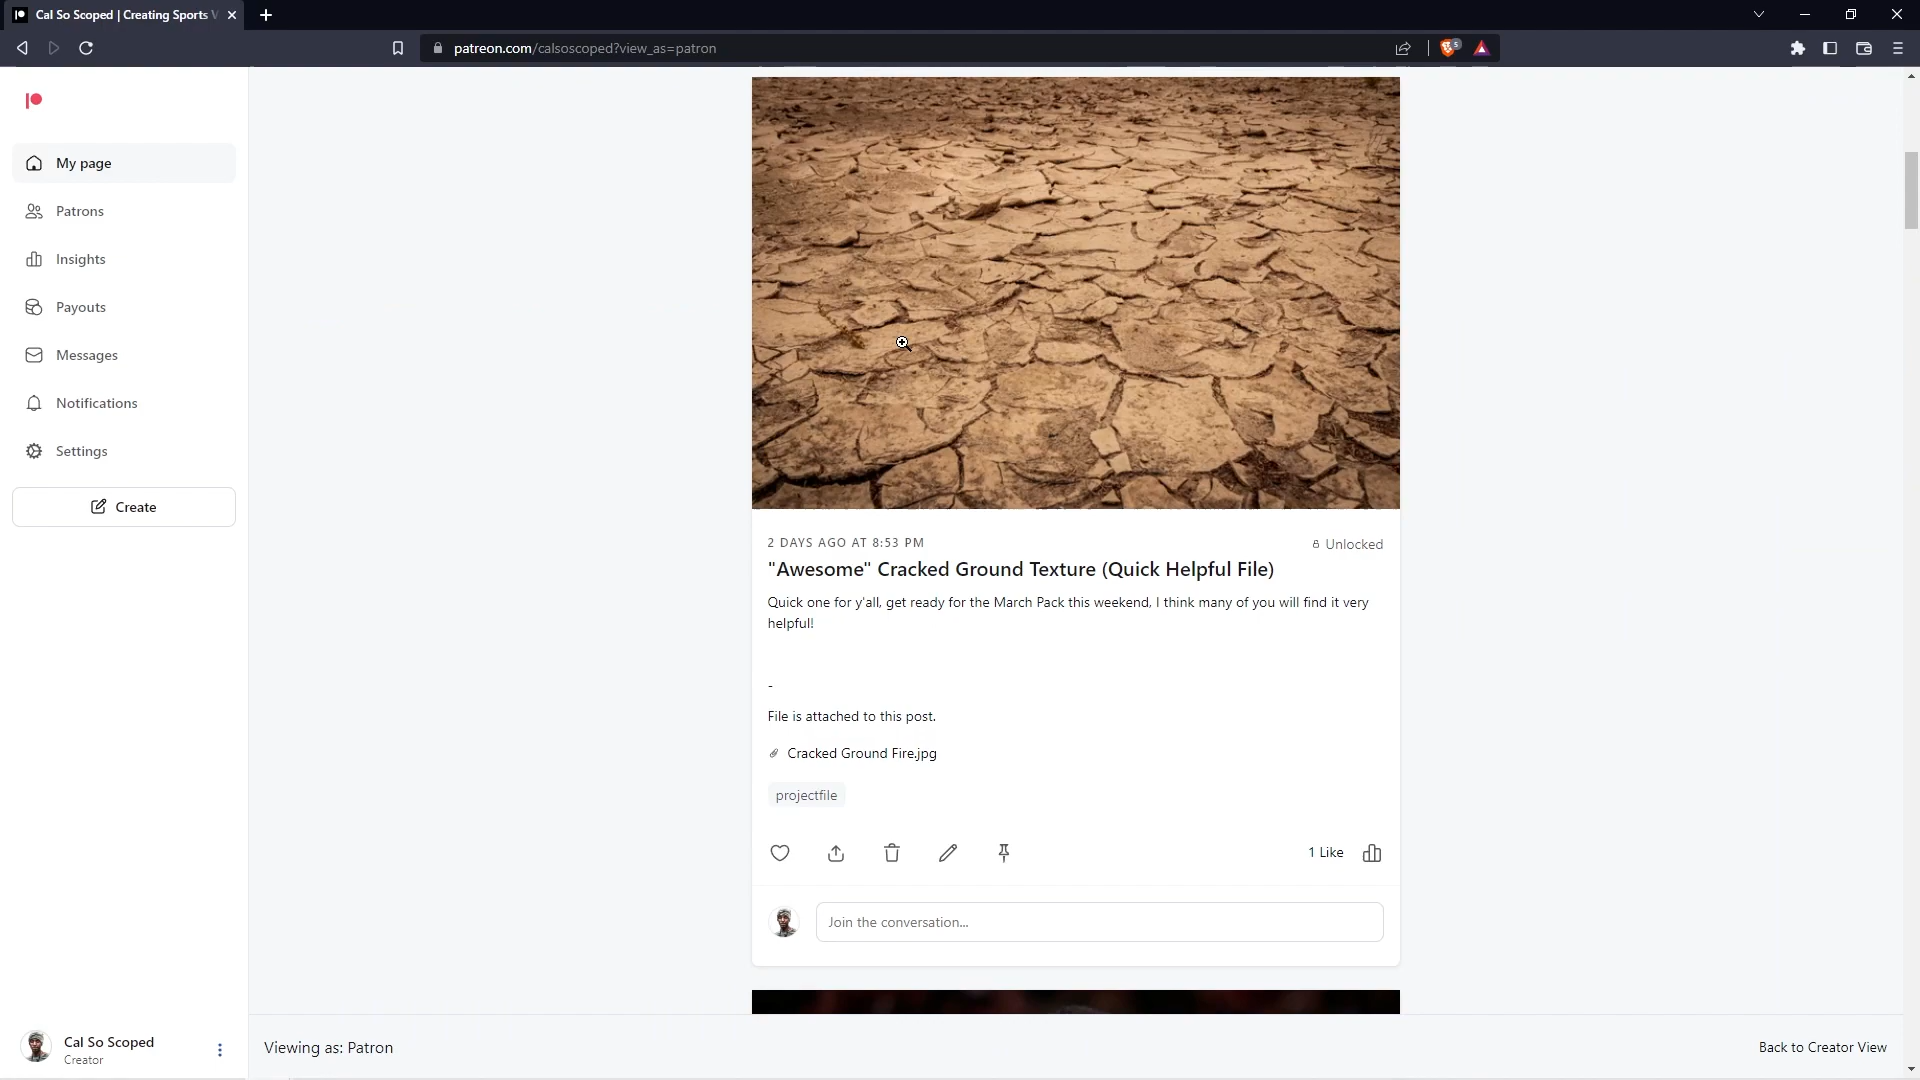 Cal So Scoped | Creating Sports V
patreon.com/calsoscoped?view_as=patron
5
My page
Patrons
Insights
Payouts
Messages
Notifications
Settings
Create
2 DAYS AGO AT 8:53 PM
Unlocked
"Awesome" Cracked Ground Texture (Quick Helpful File)
Quick one for y'all, get ready for the March Pack this weekend, I think many of you will find it very
helpful!
-
File is attached to this post.
Cracked Ground Fire.jpg
projectfile
1 Like
Join the conversation...
Cal So Scoped
Creator
Viewing as: Patron
Back to Creator View